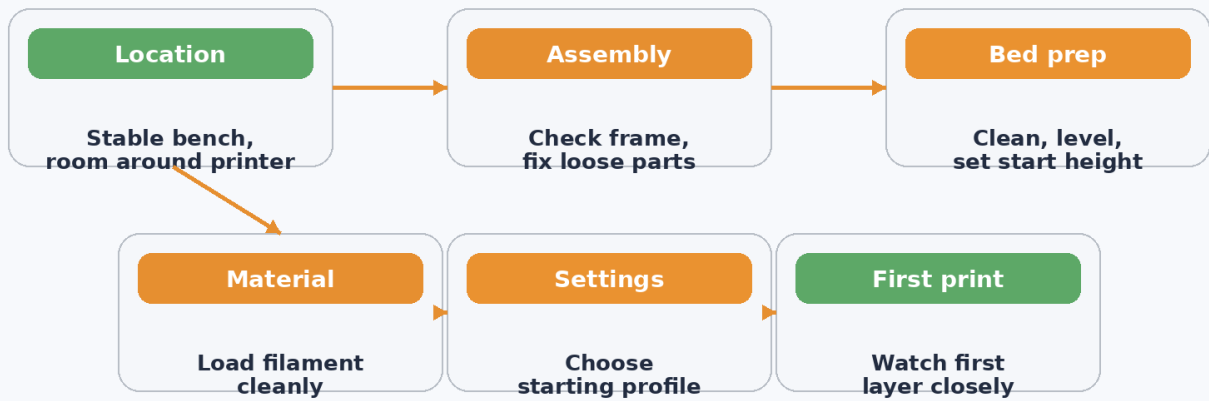 Location
Stable bench,
room around printer
Assembly
Check frame,
fix loose parts
Bed prep
Clean, level,
set start height
Material
Load filament
cleanly
Settings
Choose
starting profile
First print
Watch first
layer closely